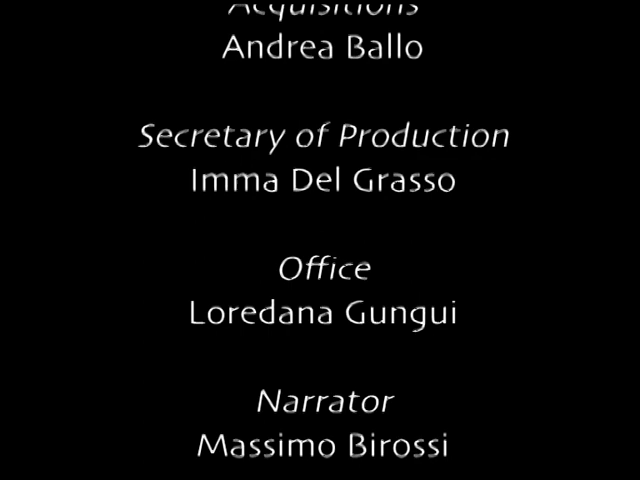 Acquisitions
Andrea Ballo
Secretary of Production
Imma Del Grasso
Office
Loredana Gungui
Narrator
Massimo Birossi